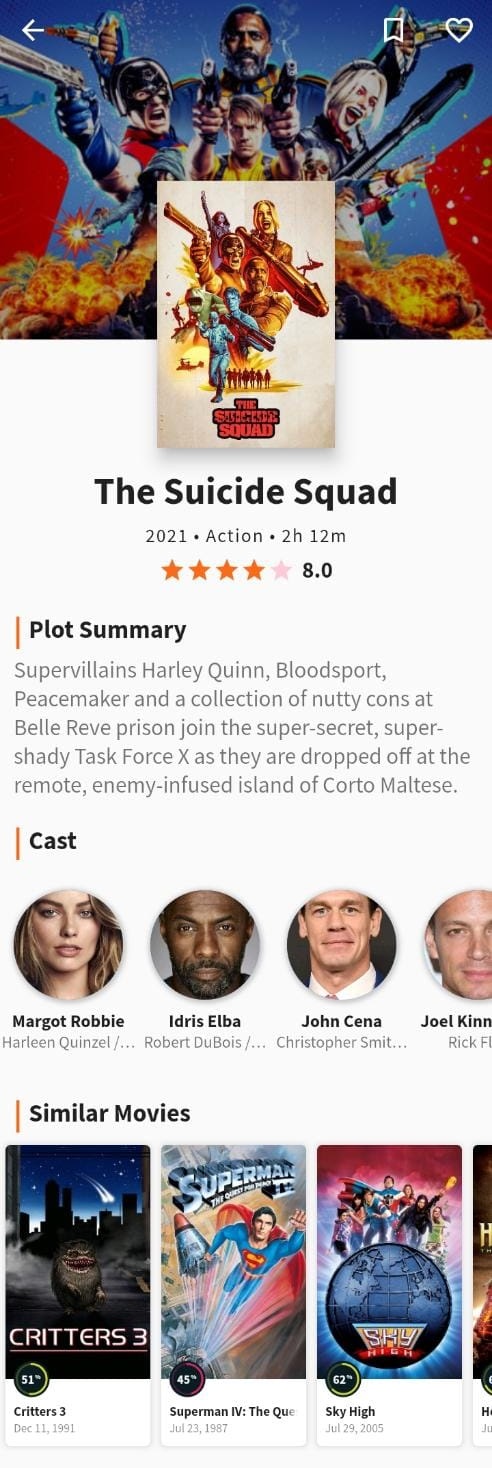 THE
SUICIDE
SQUAD
The Suicide Squad
2021 • Action • 2h 12m
8.0
Plot Summary
Supervillains Harley Quinn, Bloodsport,
Peacemaker and a collection of nutty cons at
Belle Reve prison join the super-secret, super-
shady Task Force X as they are dropped off at the
remote, enemy-infused island of Corto Maltese.
Cast
Margot Robbie Idris Elba John Cena Joel Kinn
Harleen Quinzel /... Robert DuBois /... Christopher Smit... Rick Fl
Similar Movies
CRITTERS 3
SUPERMAN IV
THE QUEST FOR PEACE
SKY
HIGH
51% 45% 62%
Critters 3 Superman IV: The Que Sky High
Dec 11, 1991 Jul 23, 1987 Jul 29, 2005